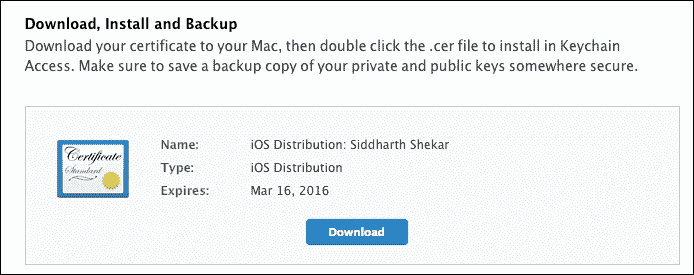 Download, Install and Backup
Download your certificate to your Mac, then double click the .cer file to install in Keychain
Access. Make sure to save a backup copy of your private and public keys somewhere secure.
Certificate
Standard
Name: iOS Distribution: Siddharth Shekar
Type: iOS Distribution
Expires: Mar 16, 2016
Download